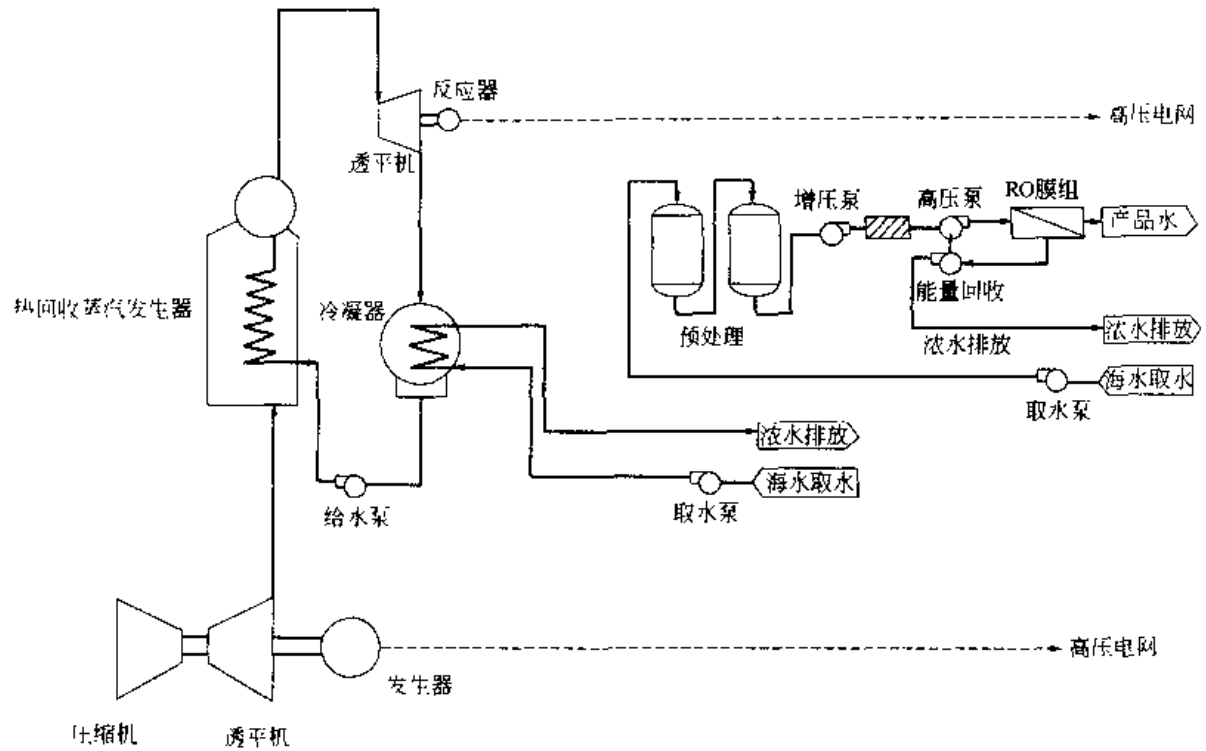 反应器
高压电网
透平机
增压泵
高压泵
RO膜组
产品水
热回收蒸汽发生器
冷凝器
预处理
能量回收
浓水排放
浓水排放
海水取水
取水泵
浓水排放
海水取水
给水泵
取水泵
高压电网
发生器
压缩机
透平机